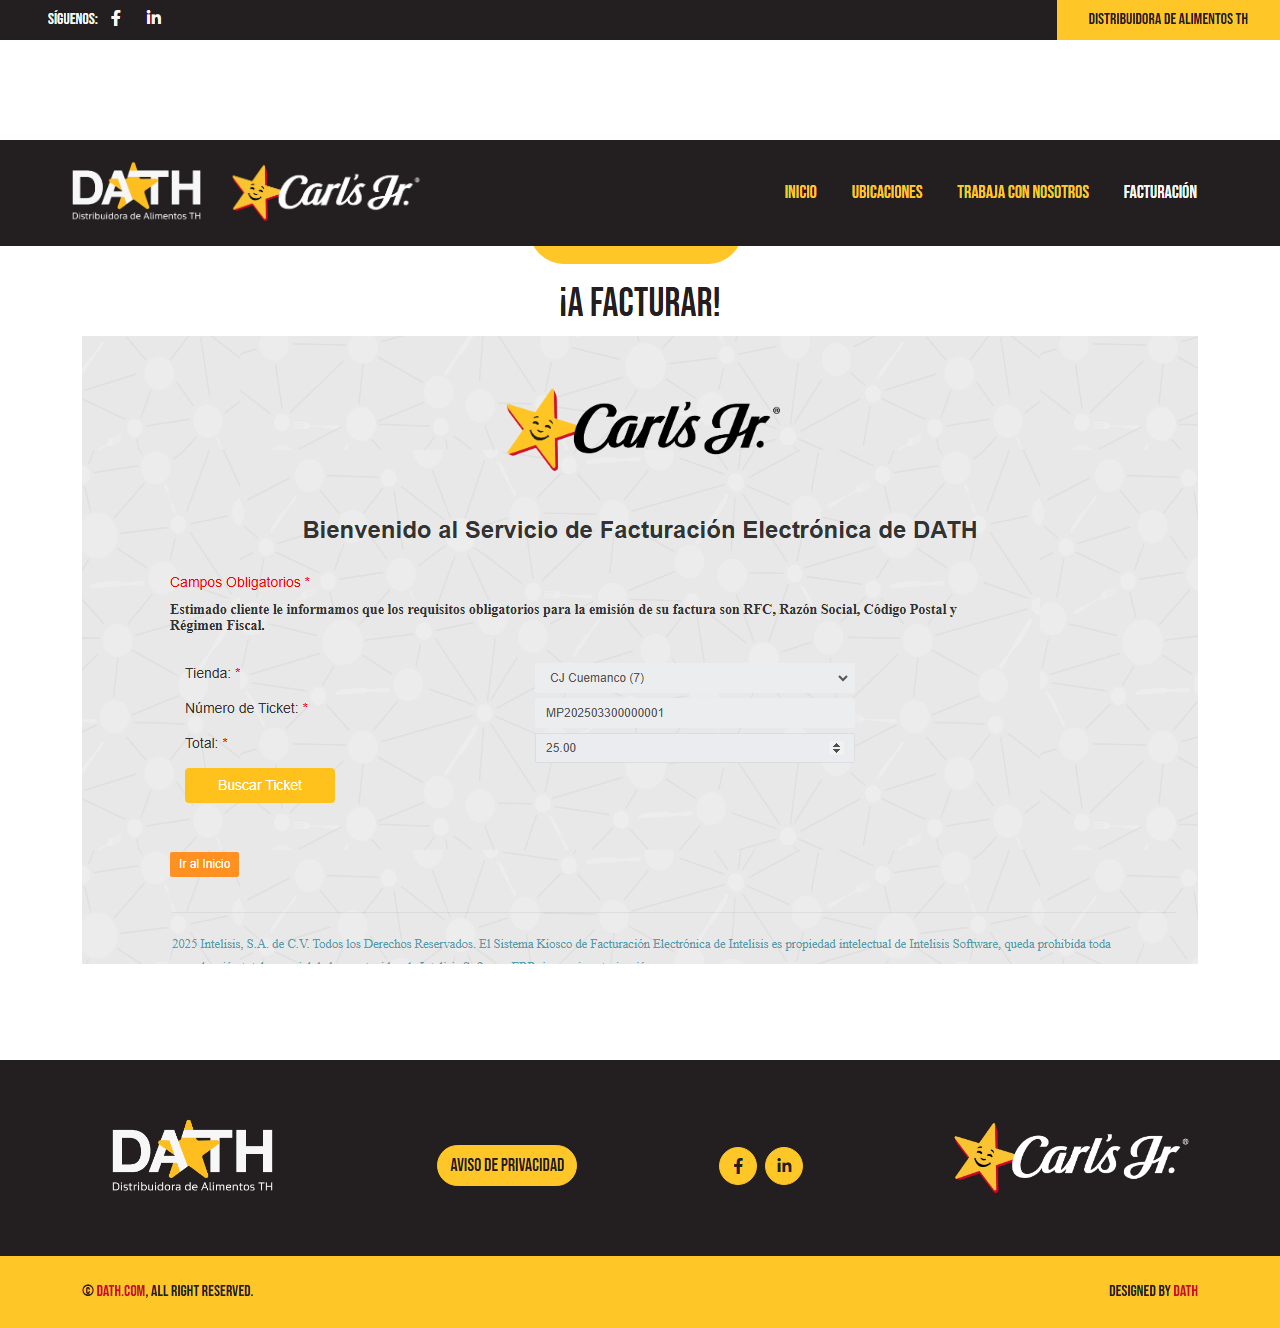 SÍGUENOS:
DISTRIBUIDORA DE ALIMENTOS TH
DATH
Distribuidora de Alimentos TH
Carl's Jr.®
INICIO
UBICACIONES
TRABAJA CON NOSOTROS
FACTURACIÓN
¡A FACTURAR!
Carl's Jr.®
Bienvenido al Servicio de Facturación Electrónica de DATH
Campos Obligatorios *
Estimado cliente le informamos que los requisitos obligatorios para la emisión de su factura son RFC, Razón Social, Código Postal y
Régimen Fiscal.
Tienda: *
CJ Cuemanco (7)
Número de Ticket: *
MP202503300000001
Total: *
25.00
Buscar Ticket
Ir al Inicio
2025 Intelisis, S.A. de C.V. Todos los Derechos Reservados. El Sistema Kiosco de Facturación Electrónica de Intelisis es propiedad intelectual de Intelisis Software, queda prohibida toda
DATH
Distribuidora de Alimentos TH
AVISO DE PRIVACIDAD
Carl's Jr.®
© DATH.COM, ALL RIGHT RESERVED.
DESIGNED BY DATH